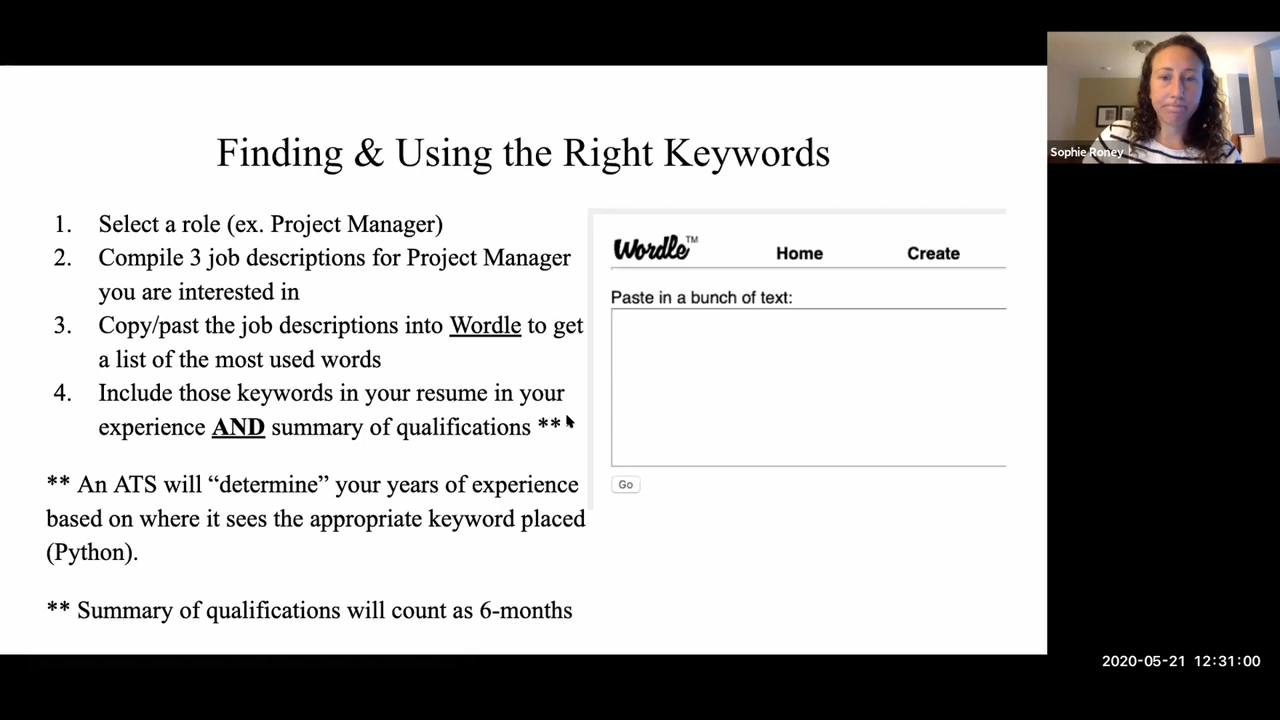 Finding & Using the Right Keywords
1. Select a role (ex. Project Manager)
2. Compile 3 job descriptions for Project Manager
you are interested in
3. Copy/past the job descriptions into Wordle to get
a list of the most used words
4. Include those keywords in your resume in your
experience AND summary of qualifications **
** An ATS will “determine” your years of experience
based on where it sees the appropriate keyword placed
(Python).
** Summary of qualifications will count as 6-months
Wordle™ Home Create
Paste in a bunch of text:
Go
Sophie Roney
2020-05-21 12:31:00